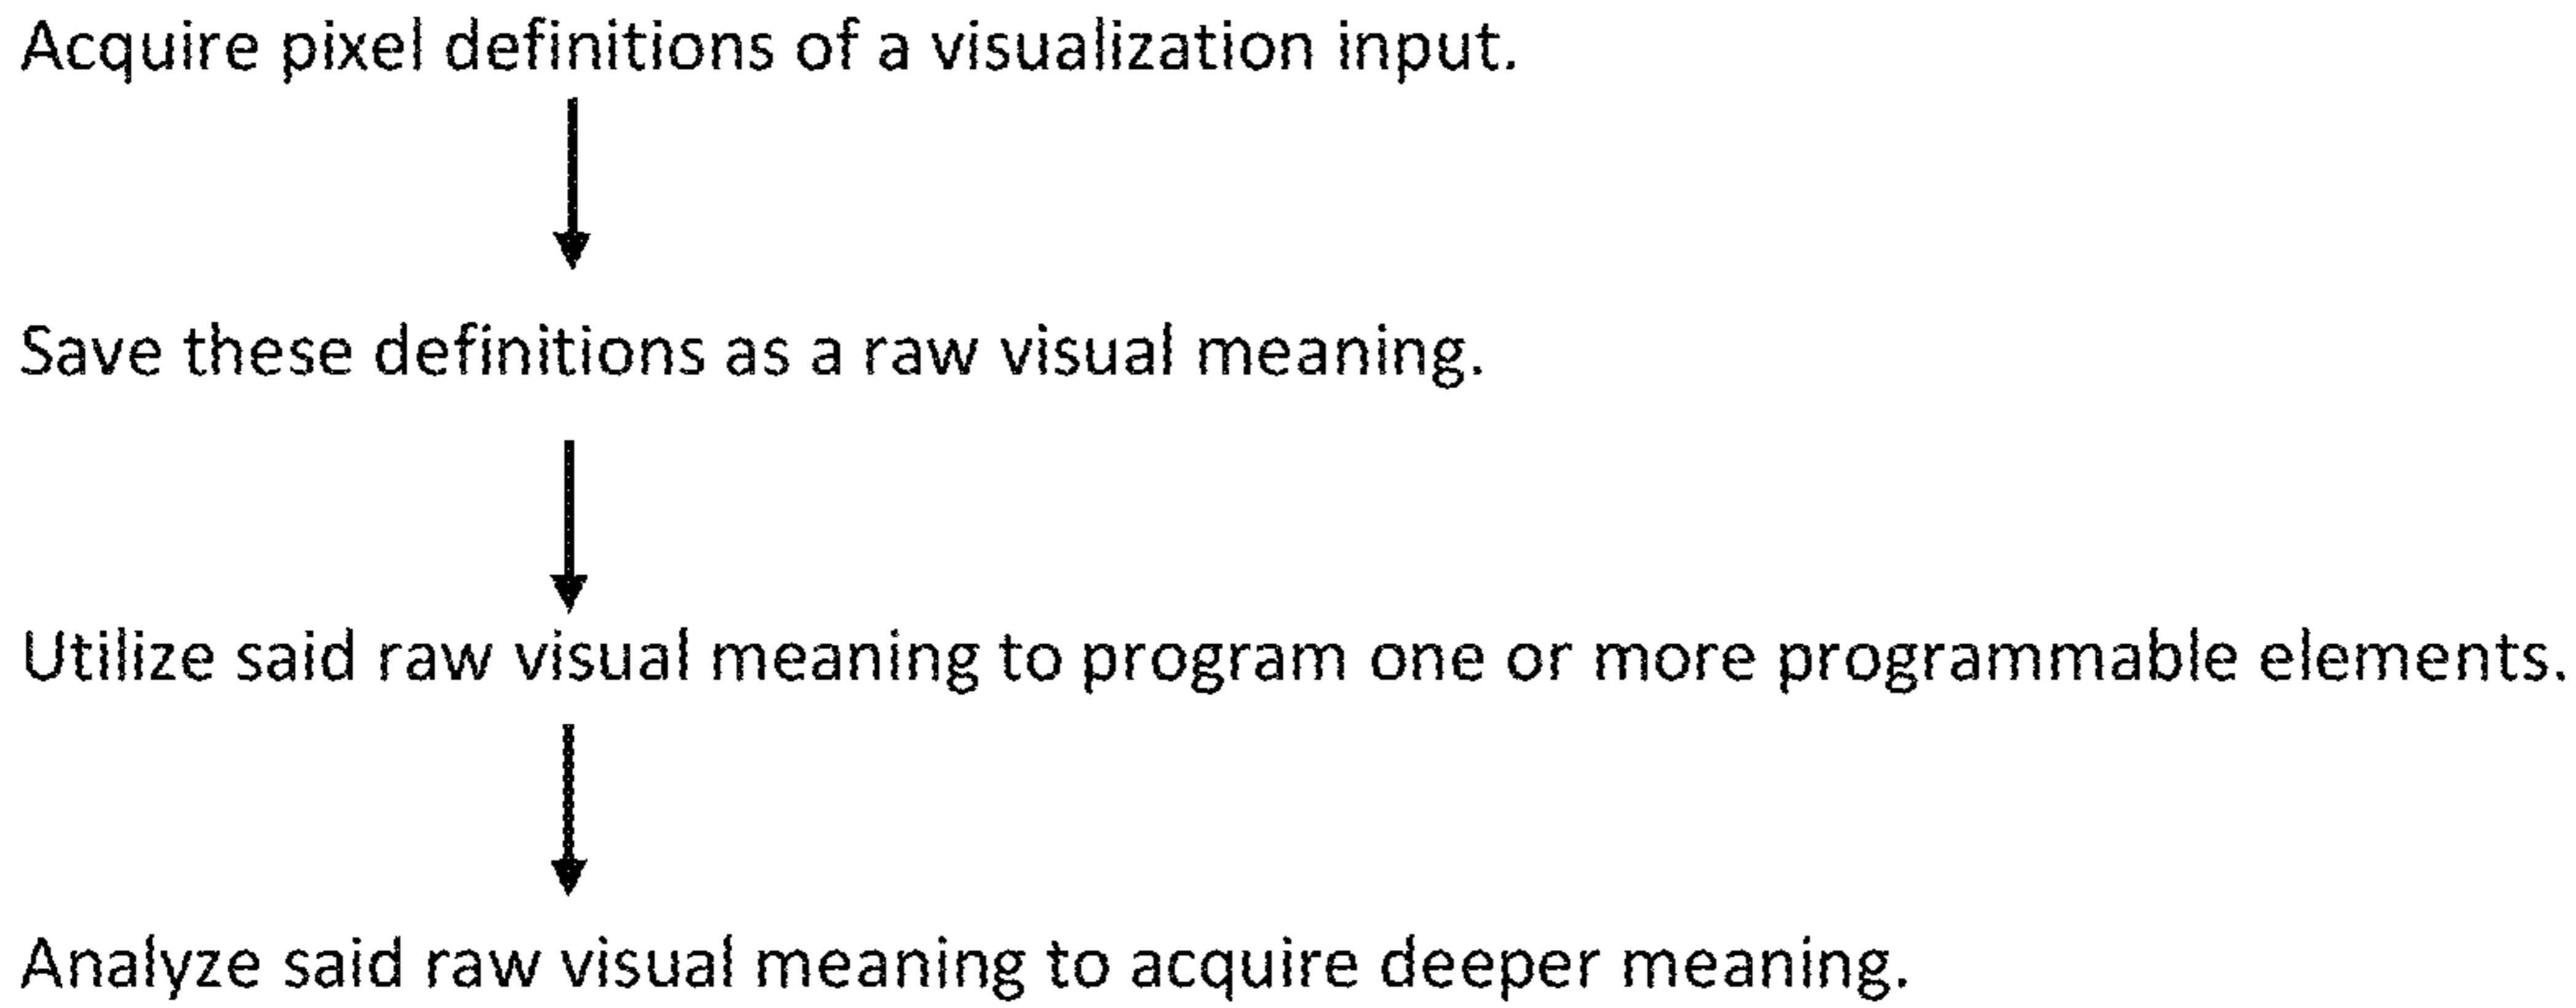 Acquire pixel definitions of a visualization input.
Save these definitions as a raw visual meaning.
Utilize said raw visual meaning to program one or more programmable elements.
Analyze said raw visual meaning to acquire deeper meaning.